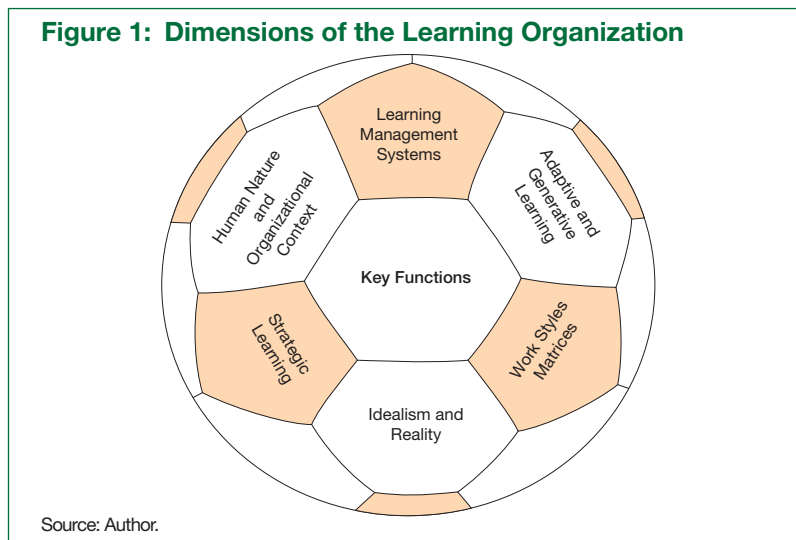 Figure 1: Dimensions of the Learning Organization
Learning
Management
Systems
Human Nature
and
Organizational
Context
Adaptive and
Generative
Learning
Key Functions
Strategic
Learning
Work Styles
Matrices
Idealism and
Reality
Source: Author.